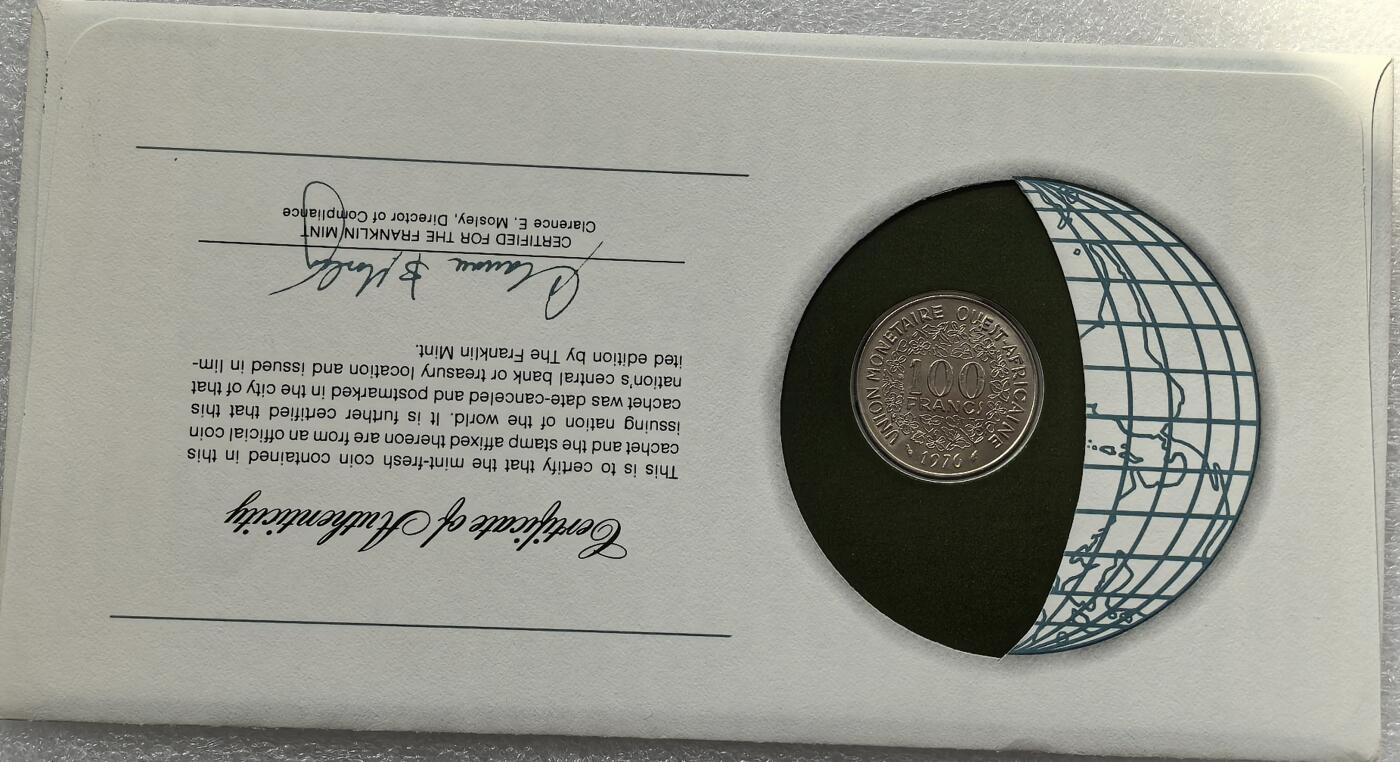 Certificate of Authenticity
This is to certify that the mint-fresh coin contained in this
cachet and the stamp affixed thereon are from an official coin
issuing nation of the world. It is further certified that this
cachet was date-canceled and postmarked in the city of that
nation's central bank or treasury location and issued in lim-
ited edition by The Franklin Mint.
CERTIFIED FOR THE FRANKLIN MINT
Clarence E. Mosley, Director of Compliance
UNION MONÉTAIRE OUEST AFRICAINE
100
FRANCS
1976